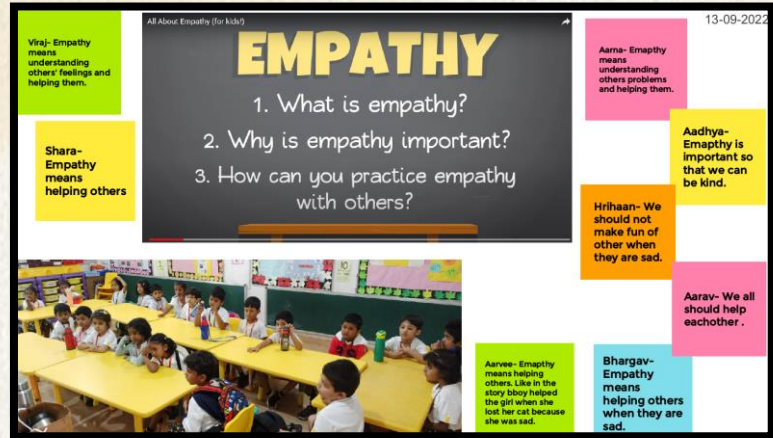 13-09-2022
Viraj- Empathy
means
understanding
others' feelings and
helping them.
Shara-
Empathy
means
helping others
All About Empathy (for kids!)
EMPATHY
1. What is empathy?
2. Why is empathy important?
3. How can you practice empathy
with others?
Aarna- Emapthy
means
understanding
others problems
and helping them.
Aadhya-
Emapthy is
important so
that we can
be kind.
Hrihaan- We
should not
make fun of
other when
they are sad.
Aarav- We all
should help
eachother .
Aarvee- Emapthy
means helping
others. Like in the
story bboy helped
the girl when she
lost her cat because
she was sad.
Bhargav-
Empathy
means
helping others
when they are
sad.